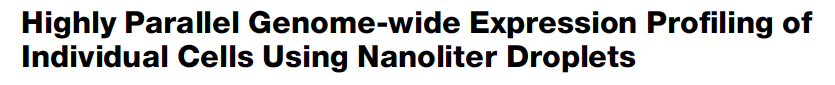 Highly Parallel Genome-wide Expression Profiling of
Individual Cells Using Nanoliter Droplets